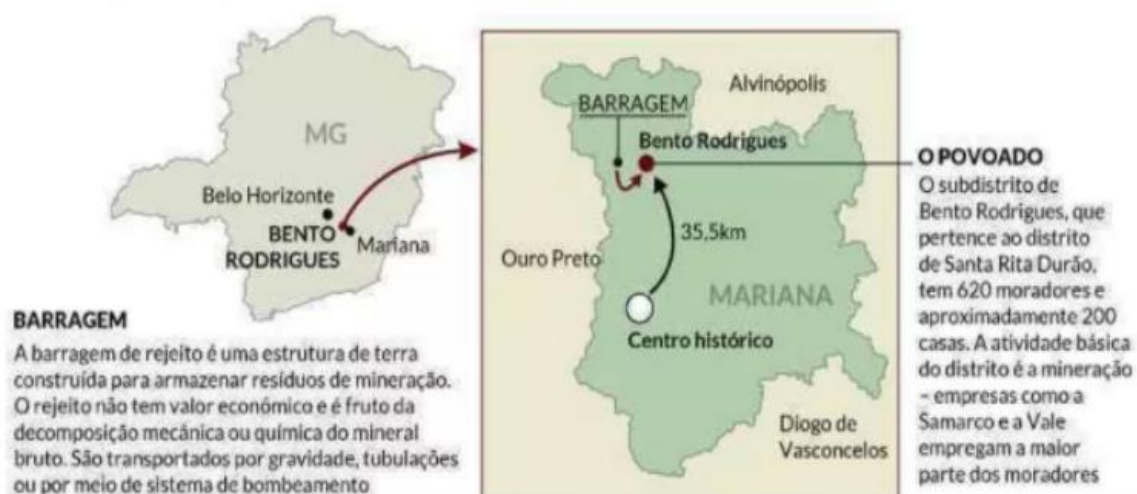 MG
Belo Horizonte
BENTO
RODRIGUES
Mariana
BARRAGEM
A barragem de rejeito é uma estrutura de terra
construída para armazenar resíduos de mineração.
O rejeito não tem valor económico e é fruto da
decomposição mecânica ou química do mineral
bruto. São transportados por gravidade, tubulações
ou por meio de sistema de bombeamento
Alvinópolis
BARRAGEM
Bento Rodrigues
35,5km
Ouro Preto
MARIANA
Centro histórico
Diogo de
Vasconcelos
O POVOADO
O subdistrito de
Bento Rodrigues, que
pertence ao distrito
de Santa Rita Durão,
tem 620 moradores e
aproximadamente 200
casas. A atividade básica
do distrito é a mineração
– empresas como a
Samarco e a Vale
empregam a maior
parte dos moradores